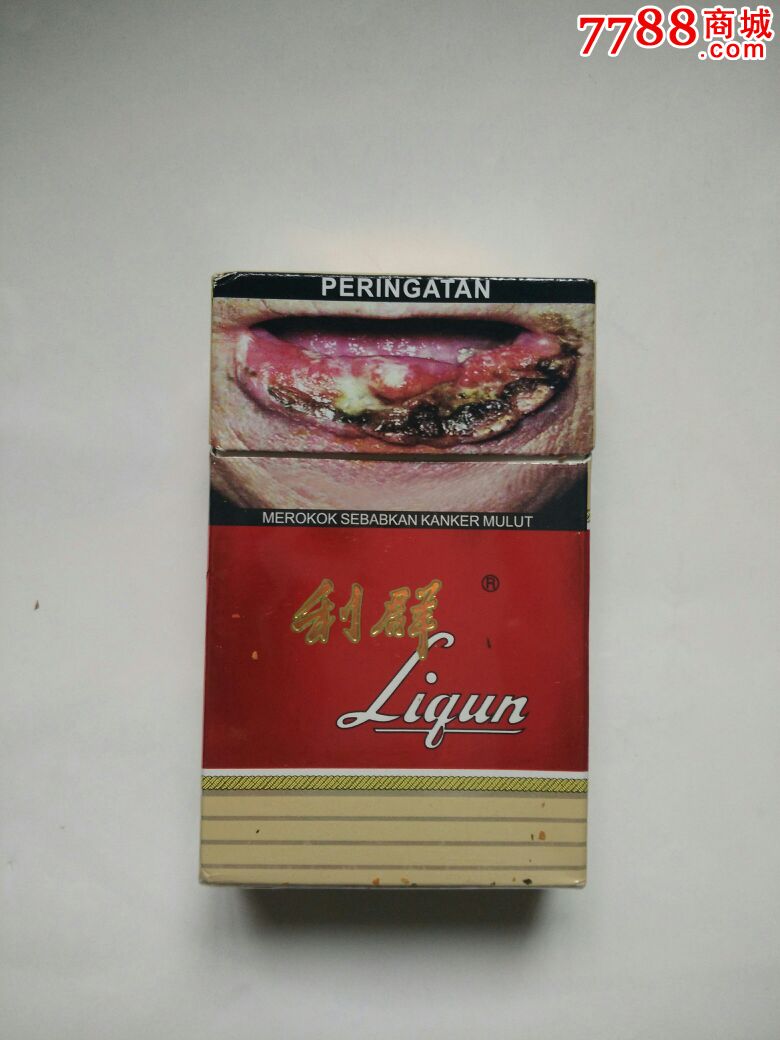 7788商城
.com
PERINGATAN
MEROKOK SEBABKAN KANKER MULUT
利群 ®
Liqun